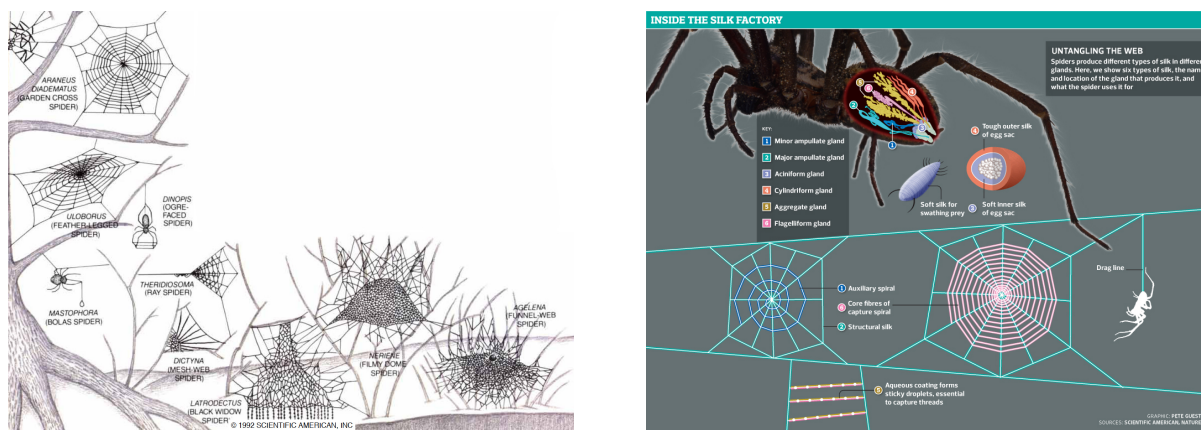 ARANEUS
DIADEMATUS
(GARDEN CROSS
SPIDER)
ULOBORUS
(FEATHER-LEGGED
SPIDER)
DINOPIS
(OGRE-
FACED
SPIDER)
MASTOPHORA
(BOLAS SPIDER)
THERIDIOSOMA
(RAY SPIDER)
DICTYNA
(MESH-WEB
SPIDER)
LATRODECTUS
(BLACK WIDOW
SPIDER
NERIENE
(FILMY DOME
SPIDER)
AGELENA
(FUNNEL-WEB
SPIDER)
© 1992 SCIENTIFIC AMERICAN, INC
INSIDE THE SILK FACTORY
UNTANGLING THE WEB
Spiders produce different types of silk in differe
glands. Here, we show six types of silk, the nam
and location of the gland that produces it, and
what the spider uses it for
5
6
4
2
3
1
KEY:
1 Minor ampullate gland
2 Major ampullate gland
3 Aciniform gland
4 Cylindriform gland
5 Aggregate gland
6 Flagelliform gland
4 Tough outer silk
of egg sac
Soft silk for
swathing prey
3 Soft inner silk
of egg sac
Drag line
1 Auxiliary spiral
6 Core fibres of
capture spiral
2 Structural silk
5 Aqueous coating forms
sticky droplets, essential
to capture threads
GRAPHIC: PETE GUEST
SOURCES: SCIENTIFIC AMERICAN, NATURE